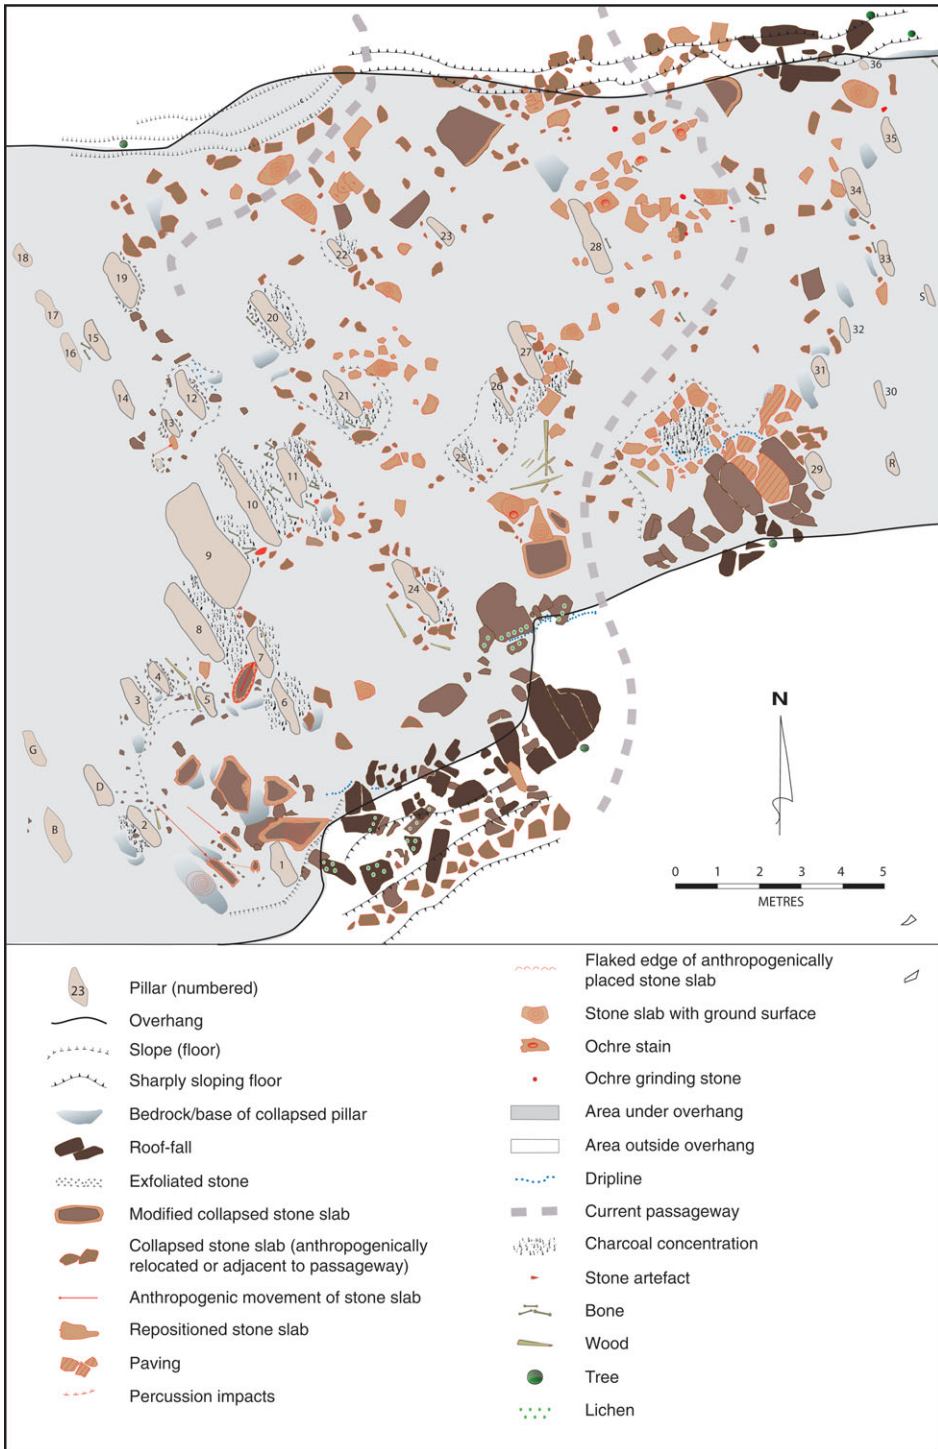 36
35
34
23
28
22
33
18
19
S
17
20
32
15
16
27
31
26
12
14
21
30
13
25
29
R
11
10
9
24
8
7
4
3
5
6
G
D
N
B
2
1
0 1 2 3 4 5
METRES
23 Pillar (numbered)
Overhang
Slope (floor)
Sharply sloping floor
Bedrock/base of collapsed pillar
Roof-fall
Exfoliated stone
Modified collapsed stone slab
Collapsed stone slab (anthropogenically
relocated or adjacent to passageway)
Anthropogenic movement of stone slab
Repositioned stone slab
Paving
Percussion impacts
Flaked edge of anthropogenically
placed stone slab
Stone slab with ground surface
Ochre stain
Ochre grinding stone
Area under overhang
Area outside overhang
Dripline
Current passageway
Charcoal concentration
Stone artefact
Bone
Wood
Tree
Lichen